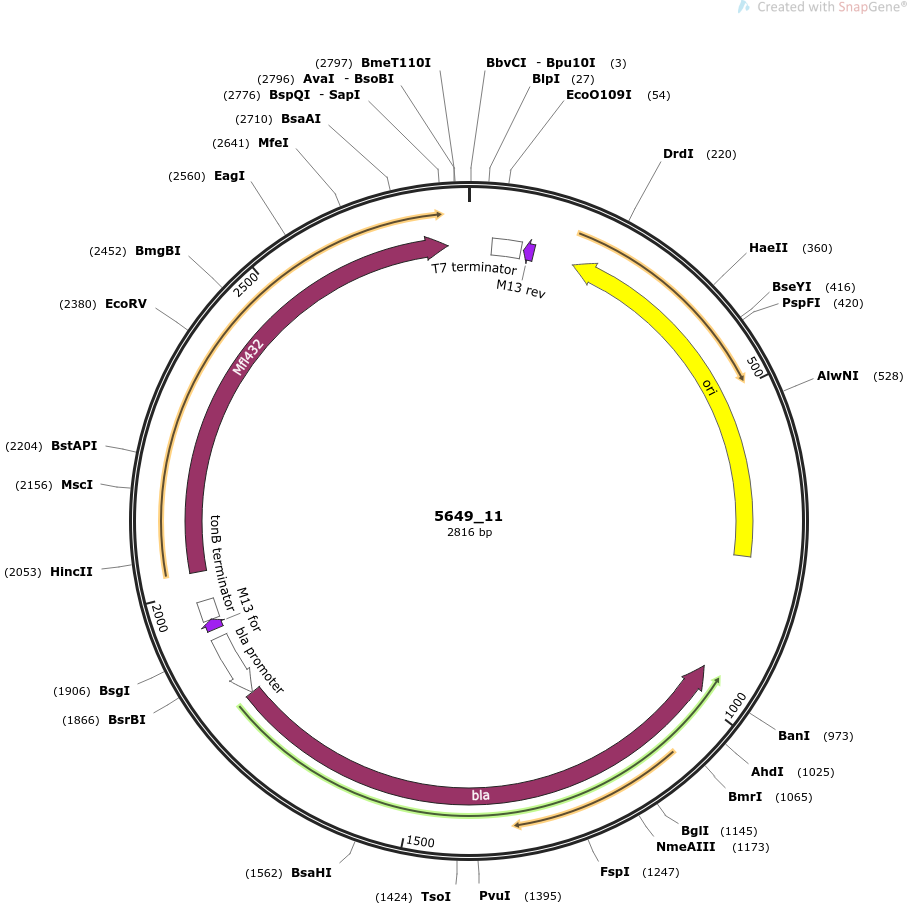 Created with SnapGene®
(2797) BmeT110I
BbvCI - Bpu10I (3)
(2796) AvaI - BsoBI
BlpI (27)
(2776) BspQI - SapI
EcoO109I (54)
(2710) BsaAI
(2641) MfeI
DrdI (220)
(2560) EagI
(2452) BmgBI
HaeII (360)
(2380) EcoRV
BseYI (416)
PspFI (420)
AlwNI (528)
(2204) BstAPI
(2156) MscI
(2053) HincII
(1906) BsgI
(1866) BsrBI
BanI (973)
AhdI (1025)
BmrI (1065)
BglI (1145)
NmeAIII (1173)
FspI (1247)
(1562) BsaHI
(1424) TsoI
PvuI (1395)
T7 terminator
M13 rev
2500
500
Mfl432
ori
5649_11
2816 bp
tonB terminator
M13 for
bla promoter
2000
1000
bla
1500